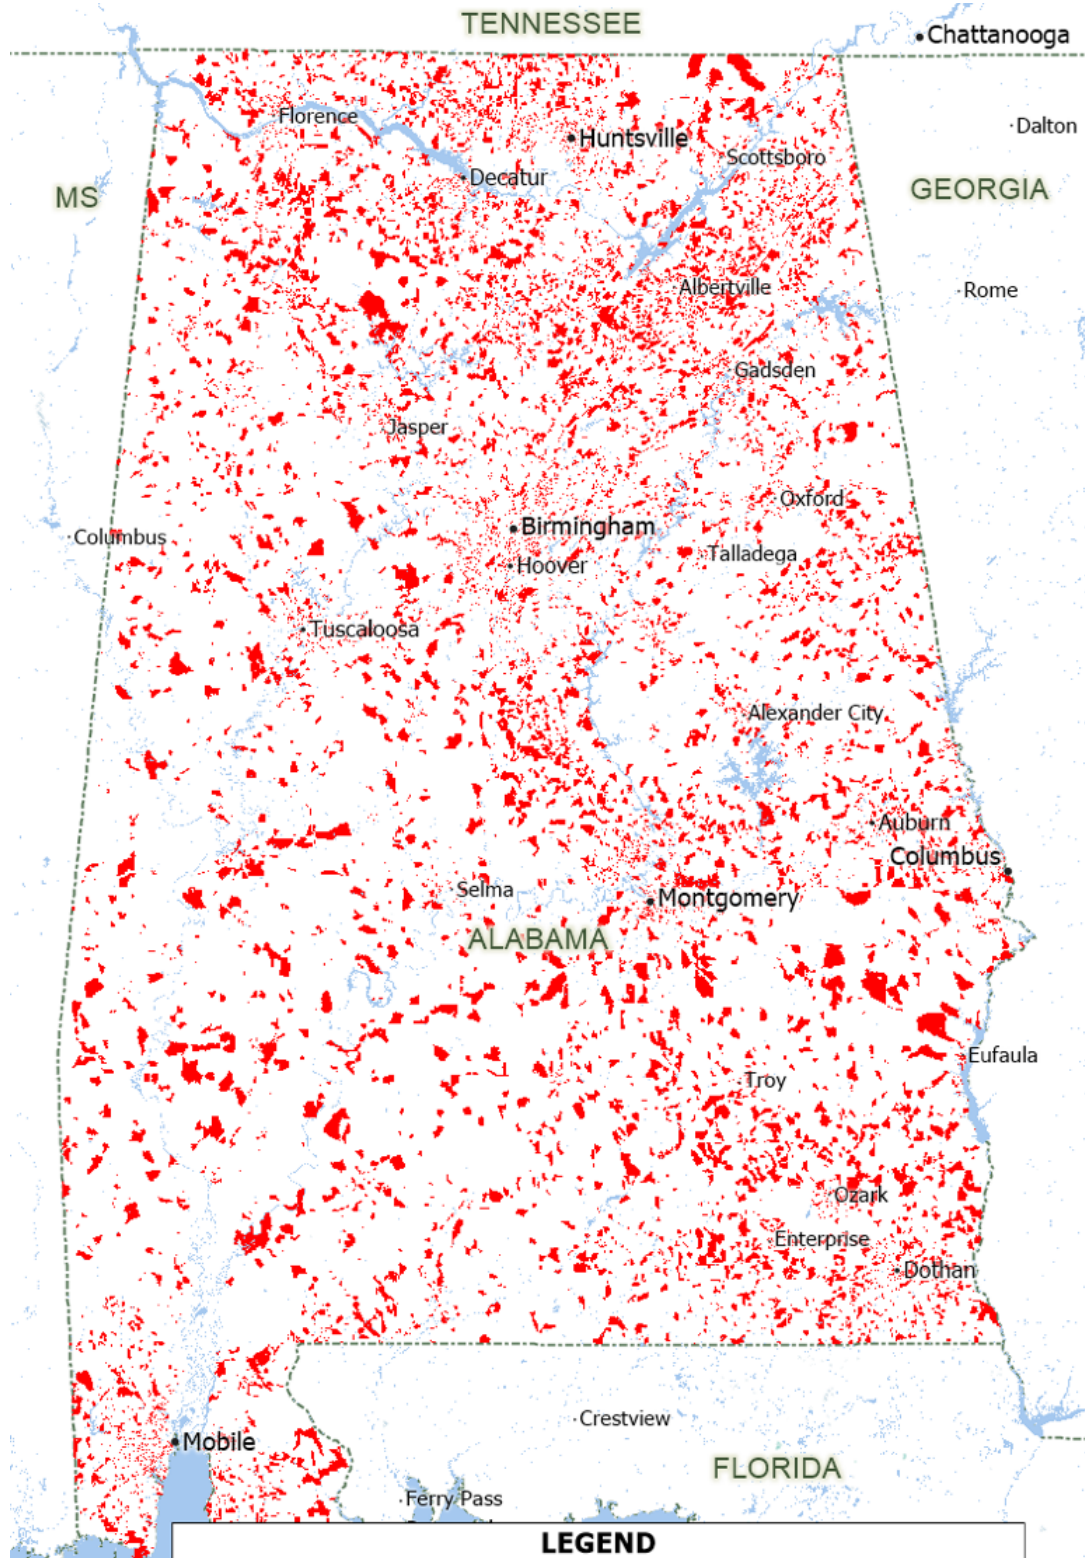 TENNESSEE
Chattanooga
Florence
Dalton
Huntsville
Scottsboro
Decatur
MS
GEORGIA
Albertville
Rome
Gadsden
Jasper
Oxford
Birmingham
Columbus
Talladega
Hoover
Tuscaloosa
Alexander City
Auburn
Columbus
Selma
Montgomery
ALABAMA
Eufaula
Troy
Ozark
Enterprise
Dothan
Crestview
Mobile
FLORIDA
Ferry Pass
LEGEND